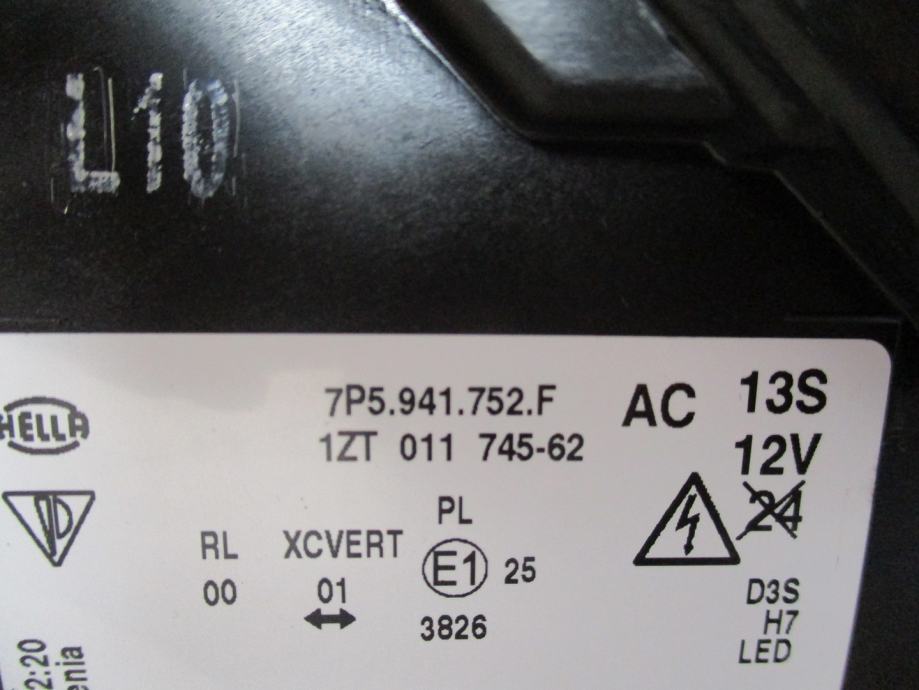 L10
HELLA
7P5.941.752.F
1ZT 011 745-62
AC
13S
12V
24
PL
RL
00
XCVERT
01
E1
25
3826
D3S
H7
LED
2:20
enia